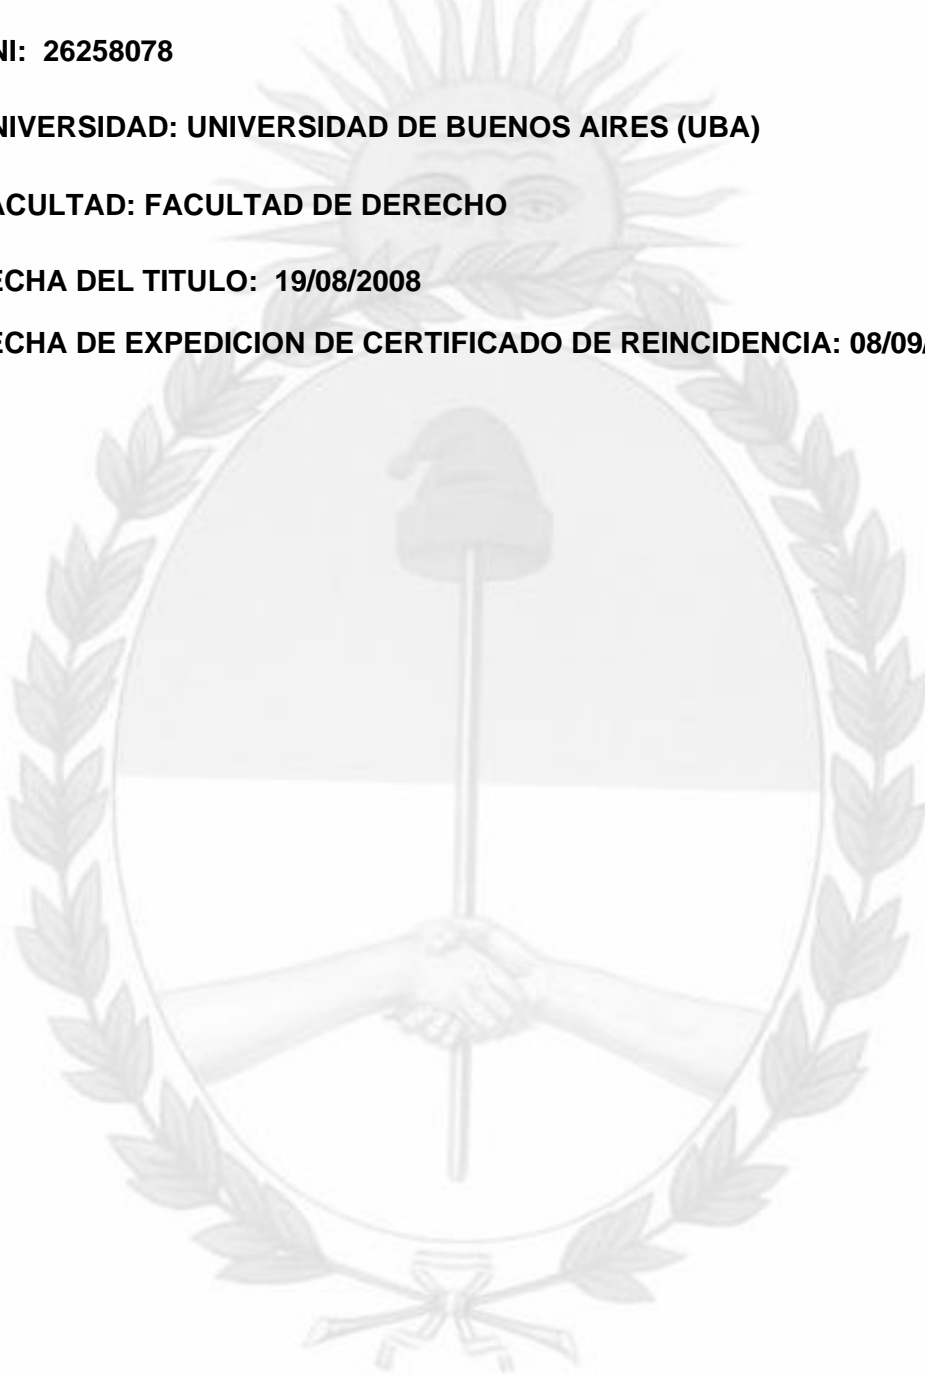 NI: 26258078
NIVERSIDAD: UNIVERSIDAD DE BUENOS AIRES (UBA)
ACULTAD: FACULTAD DE DERECHO
ECHA DEL TITULO: 19/08/2008
ECHA DE EXPEDICION DE CERTIFICADO DE REINCIDENCIA: 08/09/